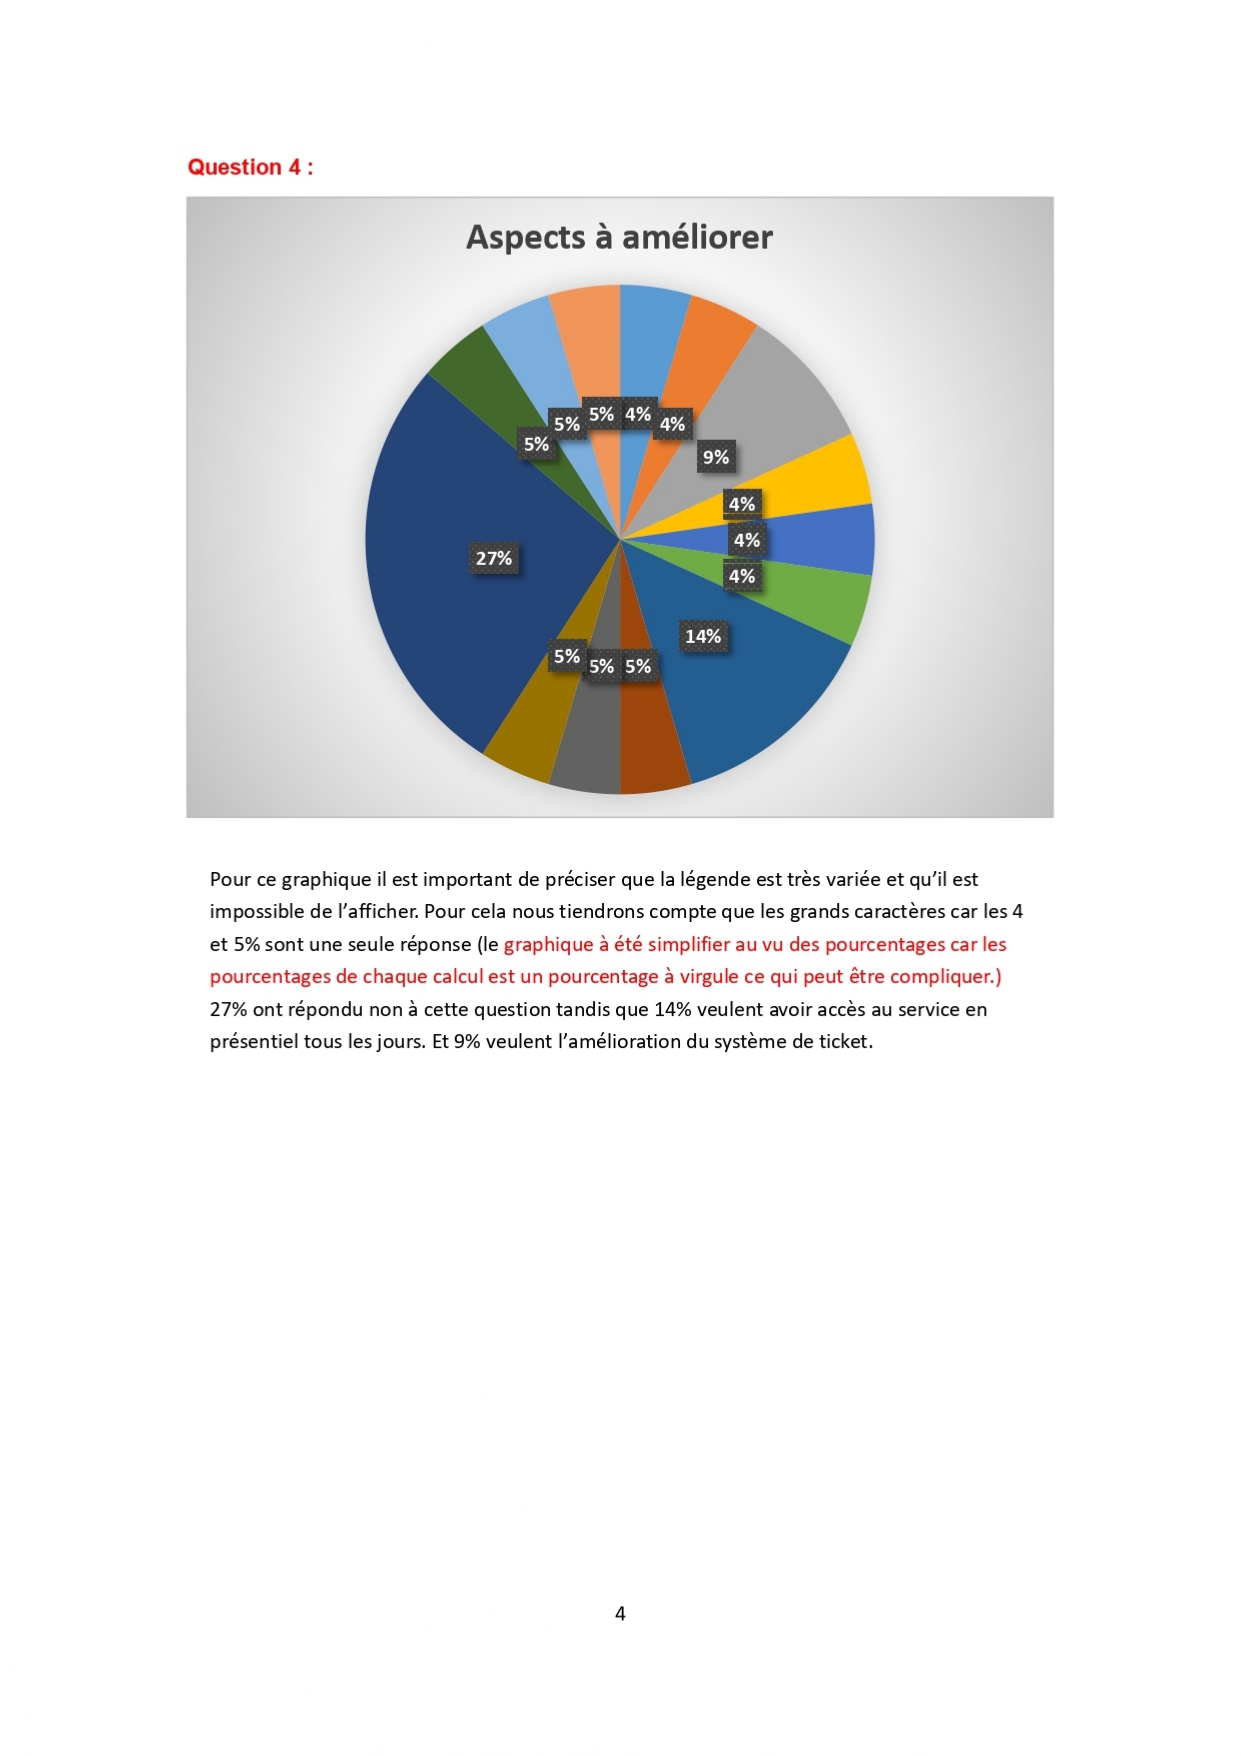 Question 4 :
Aspects à améliorer
5%
5%
5%
4%
4%
9%
4%
4%
4%
14%
5%
5%
5%
27%
Pour ce graphique il est important de préciser que la légende est très variée et qu’il est
impossible de l’afficher. Pour cela nous tiendrons compte que les grands caractères car les 4
et 5% sont une seule réponse (le graphique à été simplifier au vu des pourcentages car les
pourcentages de chaque calcul est un pourcentage à virgule ce qui peut être compliquer.)
27% ont répondu non à cette question tandis que 14% veulent avoir accès au service en
présentiel tous les jours. Et 9% veulent l’amélioration du système de ticket.
4